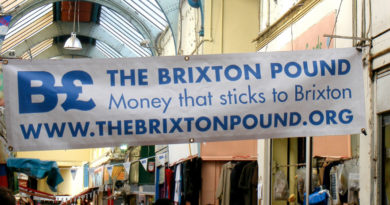 B£ THE BRIXTON POUND
Money that sticks to Brixton
WWW.THEBRIXTONPOUND.ORG
B£